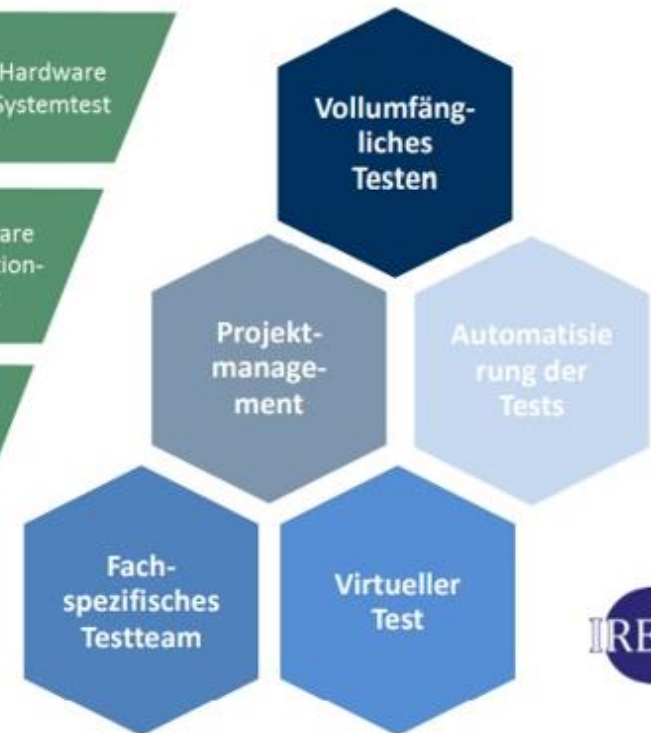 Hardware
Systemtest
Vollumfäng-
liches
Testen
Projekt-
manage-
ment
Automatisie
rung der
Tests
Fach-
spezifisches
Testteam
Virtueller
Test